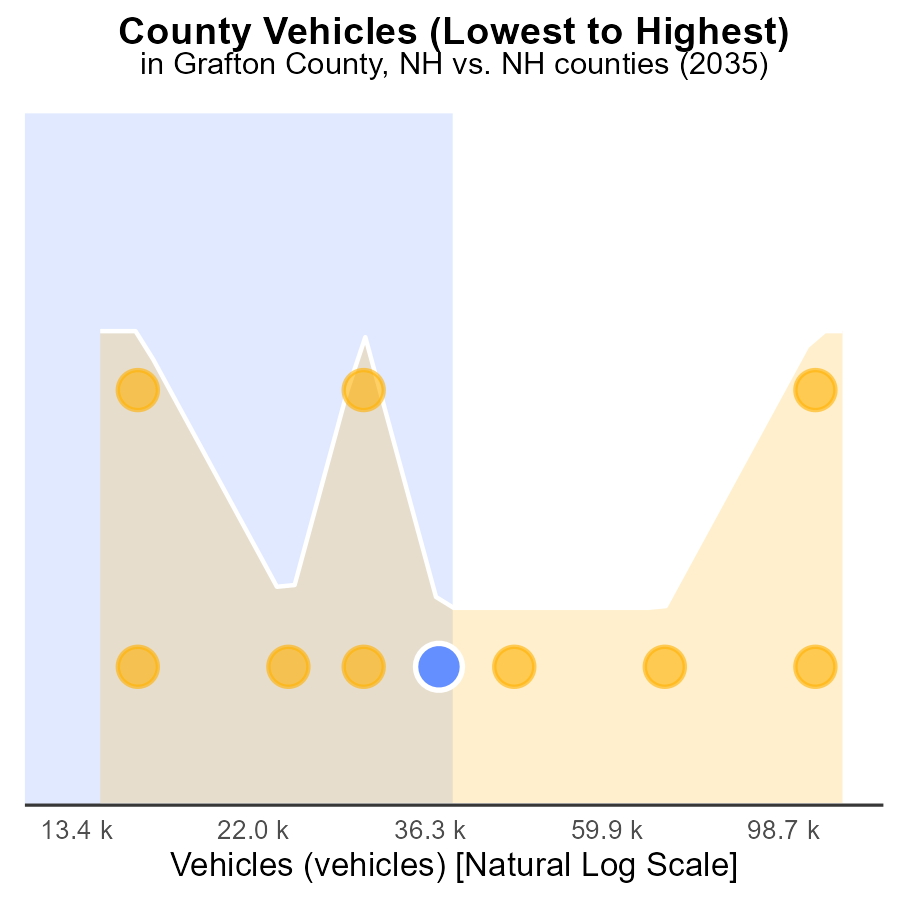 County Vehicles (Lowest to Highest)
in Grafton County, NH vs. NH counties (2035)
13.4 k 22.0 k 36.3 k 59.9 k 98.7 k
Vehicles (vehicles) [Natural Log Scale]